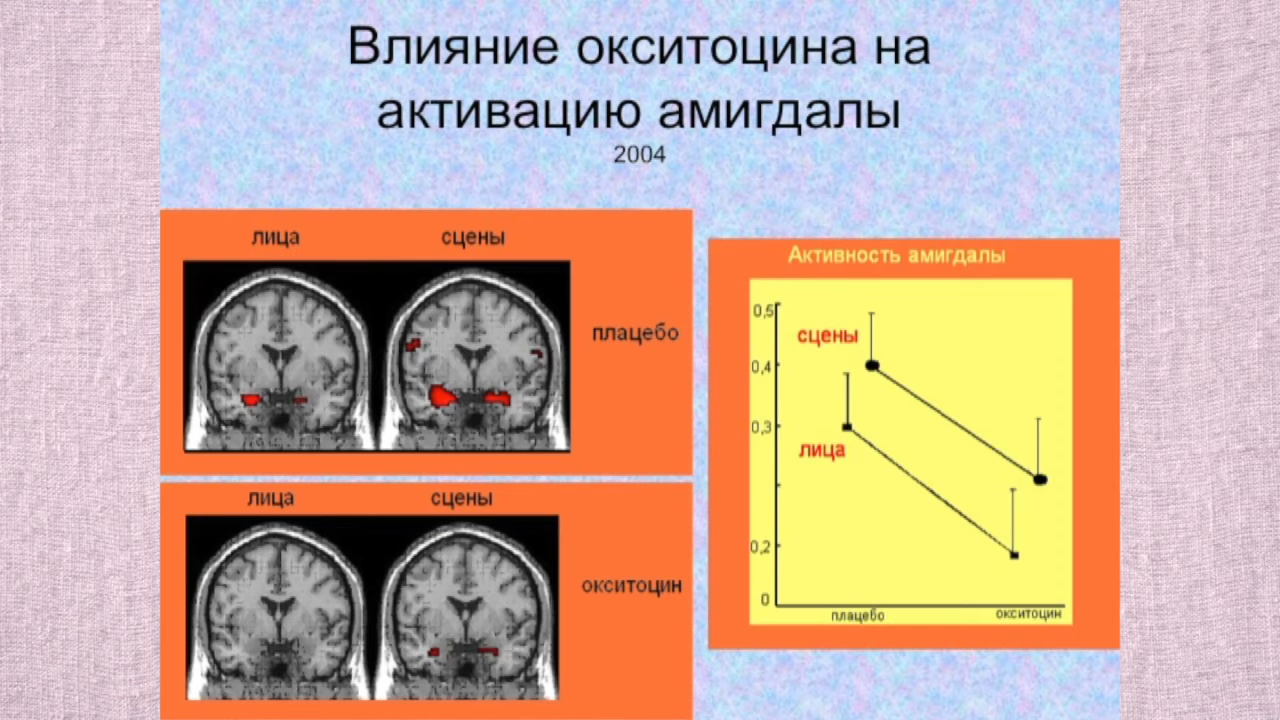 Влияние окситоцина на
активацию амигдалы
2004
лица
сцены
плацебо
лица
сцены
окситоцин
Активность амигдалы
0,5
сцены
0,4
0,3
лица
0,2
0
плацебо
окситоцин